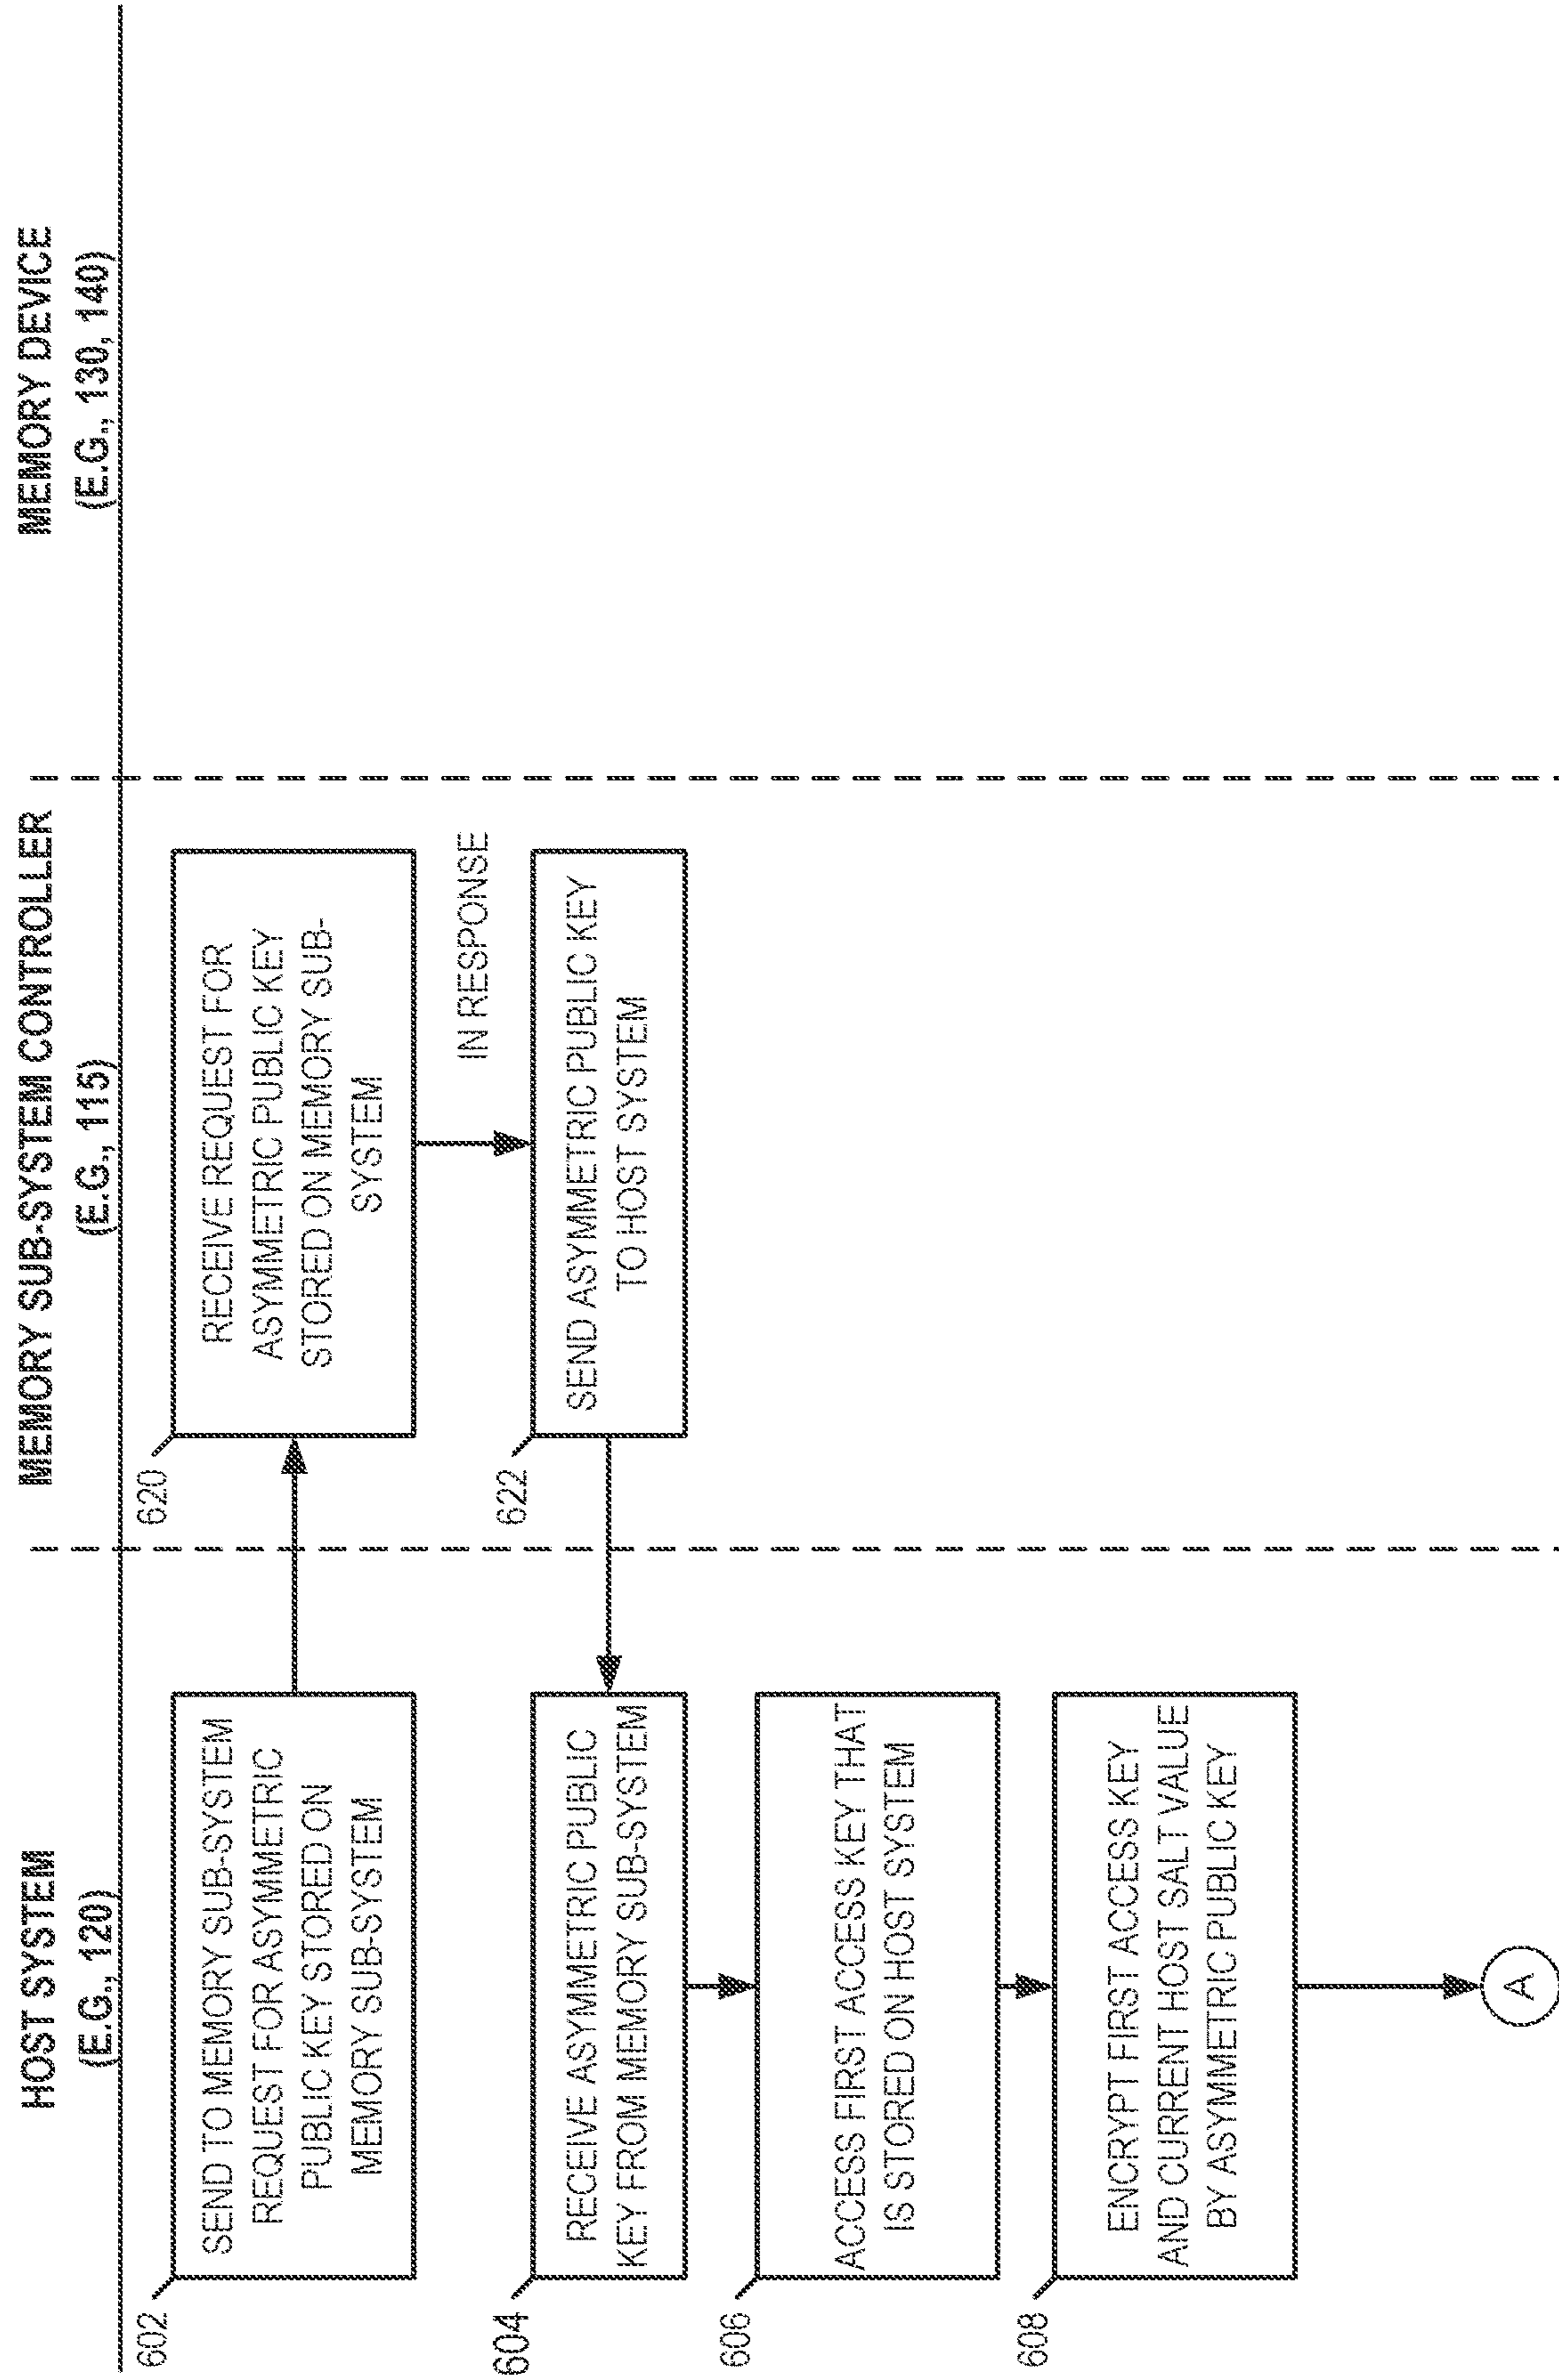 HOST SYSTEM
(E.G., 120)
MEMORY SUB-SYSTEM CONTROLLER
(E.G., 115)
MEMORY DEVICE
(E.G., 130, 140)
602
SEND TO MEMORY SUB-SYSTEM
REQUEST FOR ASYMMETRIC
PUBLIC KEY STORED ON
MEMORY SUB-SYSTEM
620
RECEIVE REQUEST FOR
ASYMMETRIC PUBLIC KEY
STORED ON MEMORY SUB-
SYSTEM
IN RESPONSE
622
SEND ASYMMETRIC PUBLIC KEY
TO HOST SYSTEM
604
RECEIVE ASYMMETRIC PUBLIC
KEY FROM MEMORY SUB-SYSTEM
606
ACCESS FIRST ACCESS KEY THAT
IS STORED ON HOST SYSTEM
608
ENCRYPT FIRST ACCESS KEY
AND CURRENT HOST SALT VALUE
BY ASYMMETRIC PUBLIC KEY
A